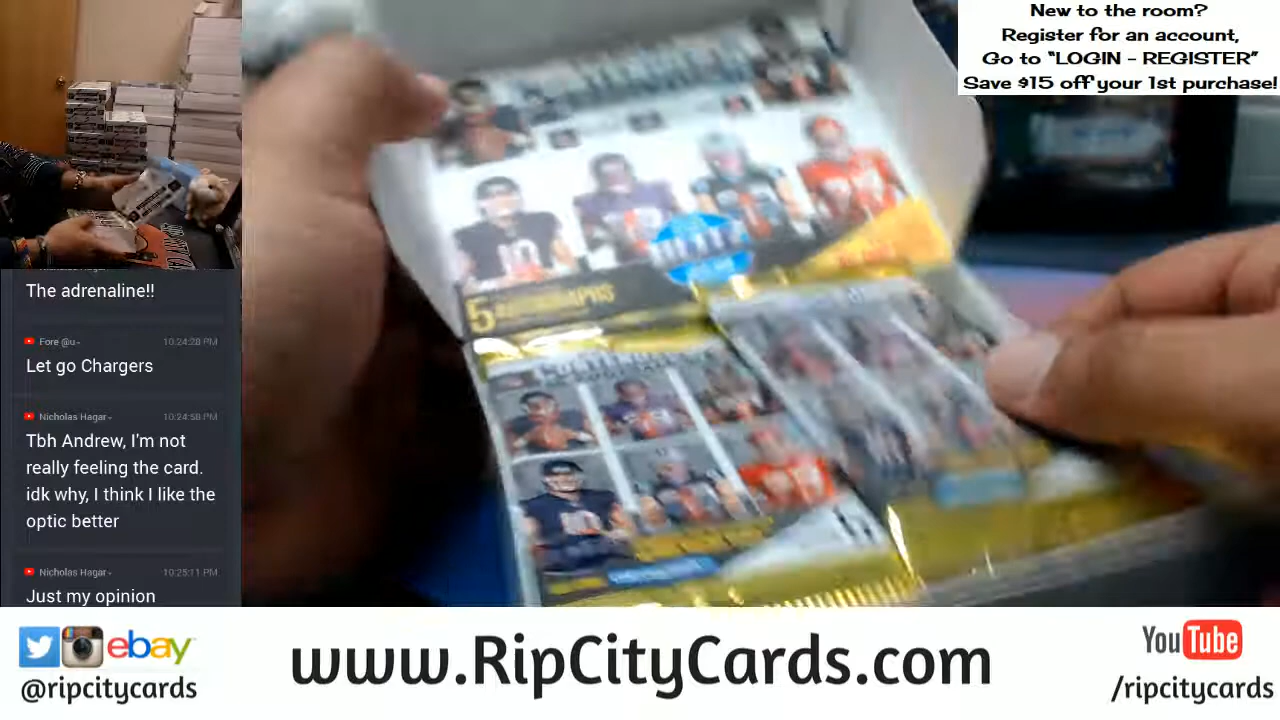 New to the room?
Register for an account,
Go to "LOGIN - REGISTER"
Save $15 off your 1st purchase!
The adrenaline!!
Fore @u
10:24:28 PM
Let go Chargers
Nicholas Hagar
10:24:58 PM
Tbh Andrew, I'm not
really feeling the card.
idk why, I think I like the
optic better
Nicholas Hagar
10:25:11 PM
Just my opinion
5 AUTOGRAPHS
ebay
@ripcitycards
www.RipCityCards.com
YouTube
/ripcitycards